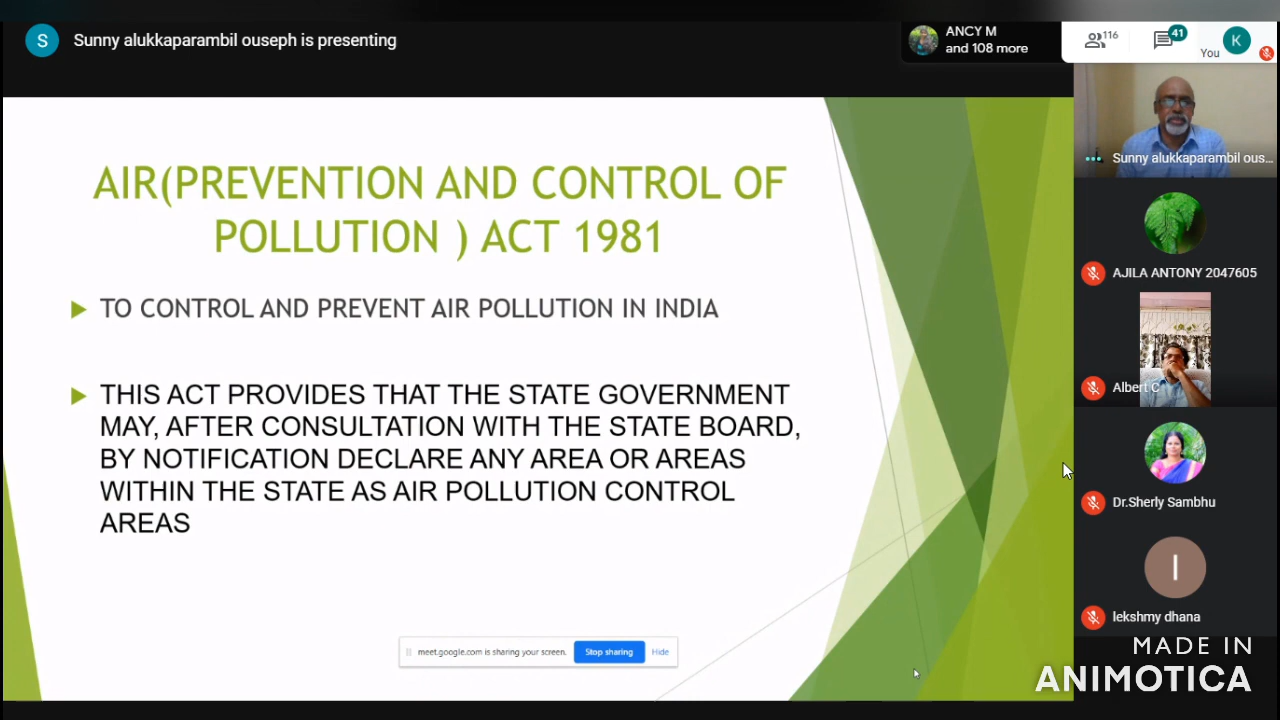 S
Sunny alukkaparambil ouseph is presenting
ANCY M
and 108 more
116
41
You
K
AIR(PREVENTION AND CONTROL OF
POLLUTION ) ACT 1981
TO CONTROL AND PREVENT AIR POLLUTION IN INDIA
THIS ACT PROVIDES THAT THE STATE GOVERNMENT
MAY, AFTER CONSULTATION WITH THE STATE BOARD,
BY NOTIFICATION DECLARE ANY AREA OR AREAS
WITHIN THE STATE AS AIR POLLUTION CONTROL
AREAS
meet.google.com is sharing your screen.
Stop sharing
Hide
Sunny alukkaparambil ous...
AJILA ANTONY 2047605
Albert C
Dr.Sherly Sambhu
l
lekshmy dhana
MADE IN
ANIMOTICA